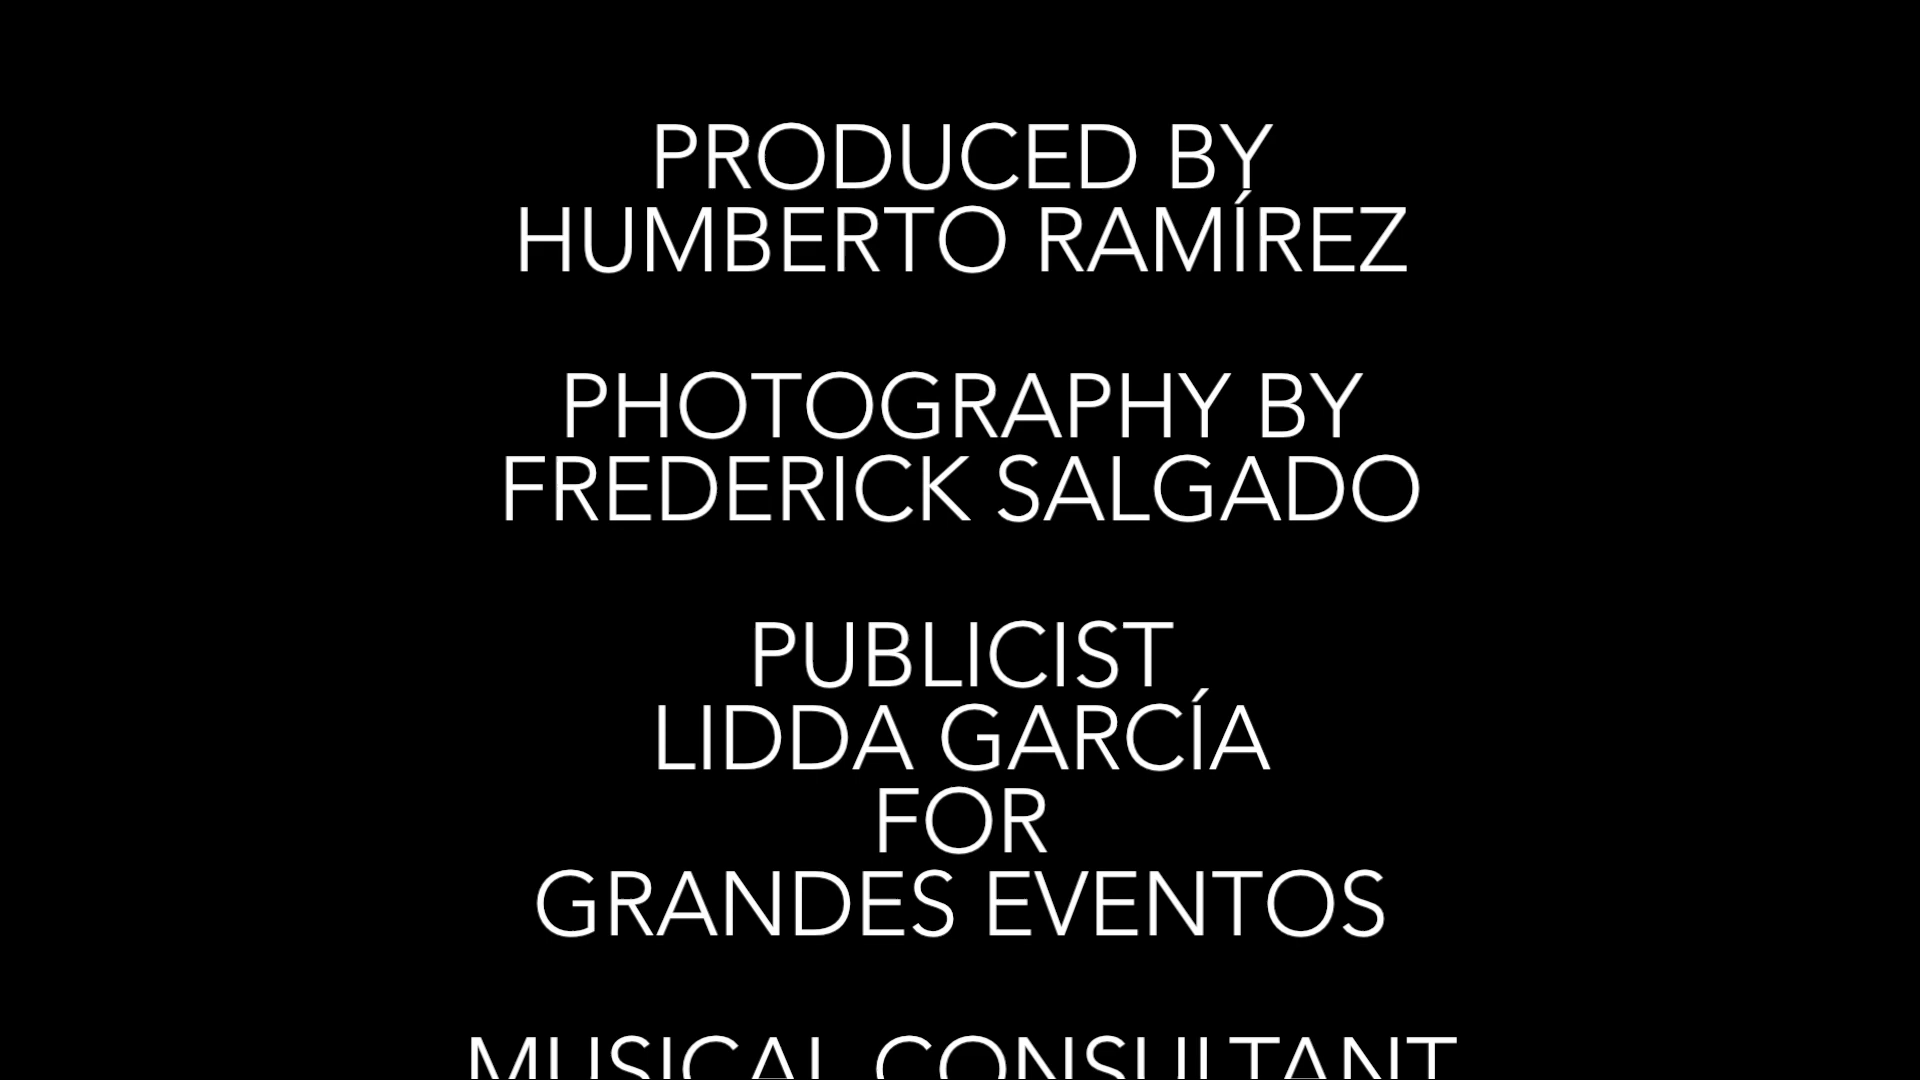 PRODUCED BY
HUMBERTO RAMÍREZ
PHOTOGRAPHY BY
FREDERICK SALGADO
PUBLICIST
LIDDA GARCÍA
FOR
GRANDES EVENTOS
MUSICAL CONSULTANT